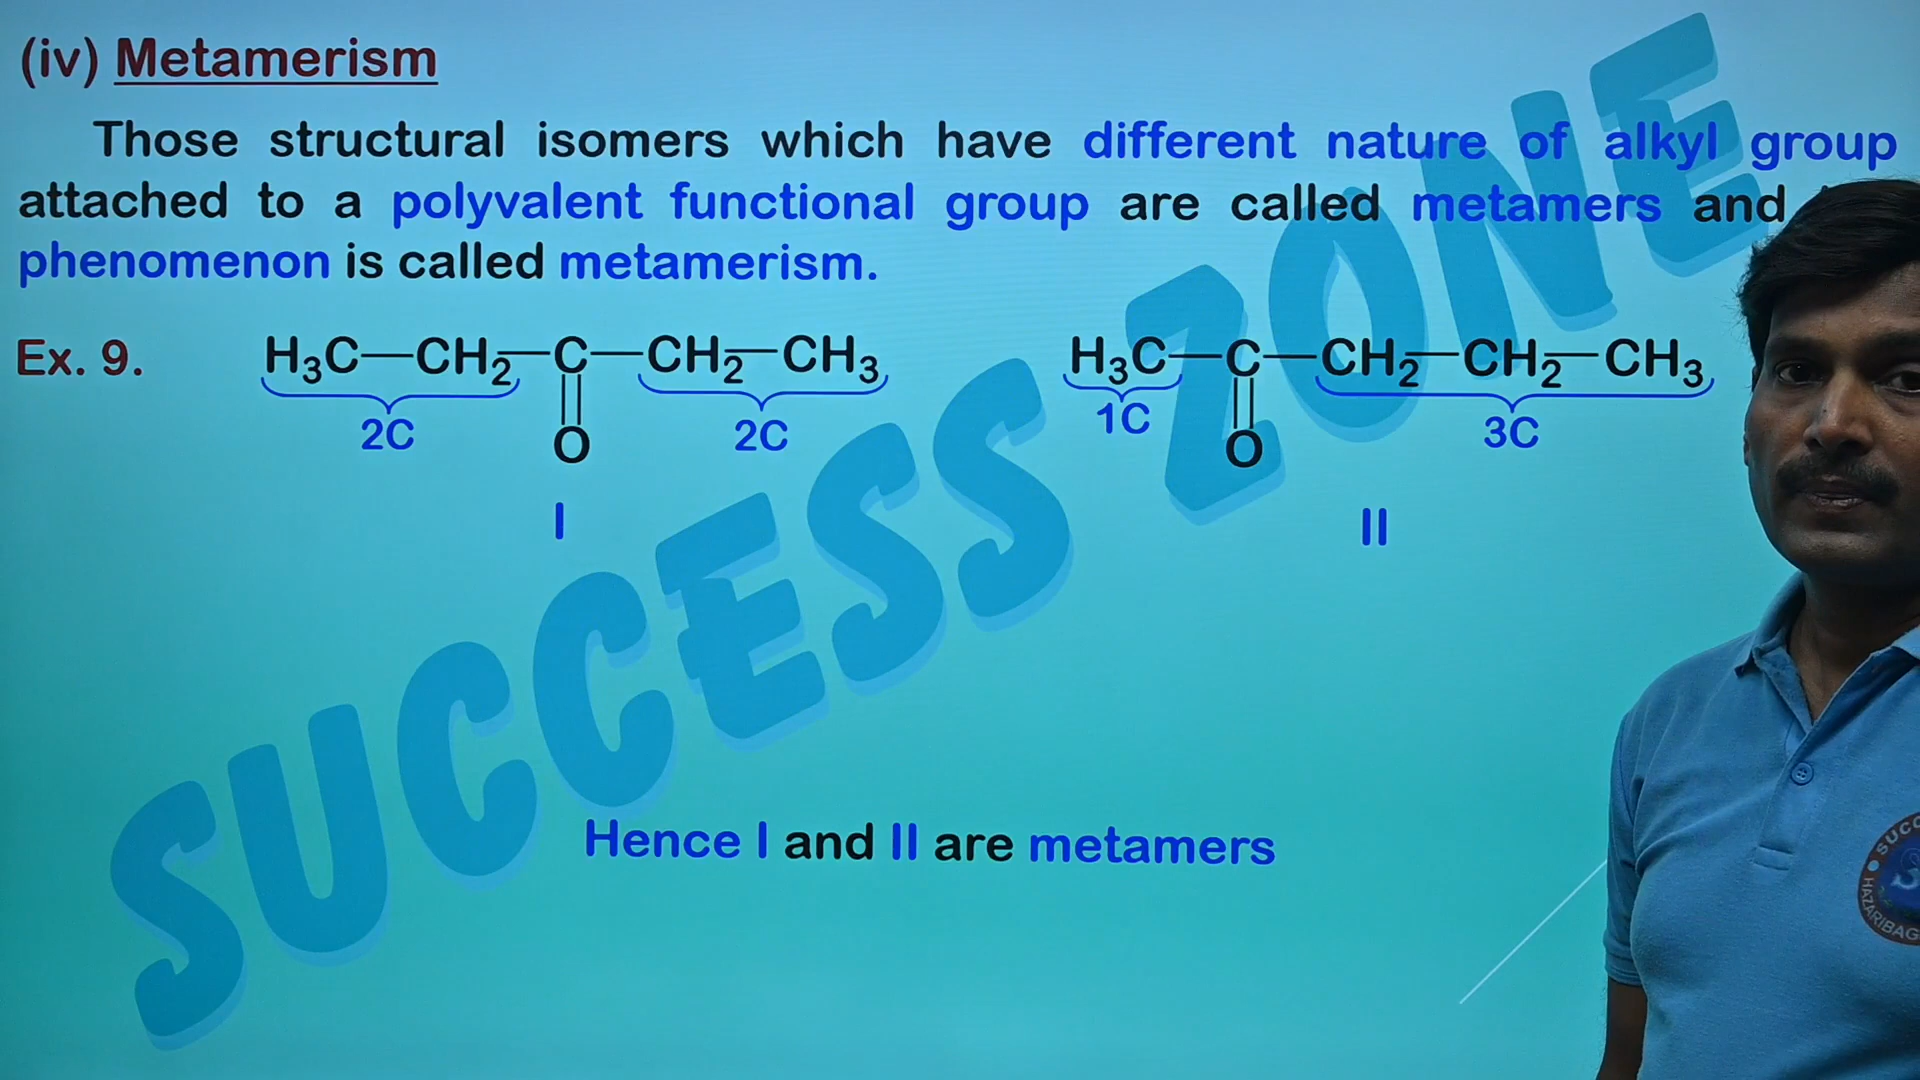 (iv) Metamerism
Those structural isomers which have different nature of alkyl group
attached to a polyvalent functional group are called metamers and
phenomenon is called metamerism.
Ex. 9. H₃C—CH₂—C—CH₂—CH₃ H₃C—C—CH₂—CH₂—CH₃
2C O 2C 1C O 3C
I II
SUCCESS ZONE
Hence I and II are metamers
HAZARIBAG